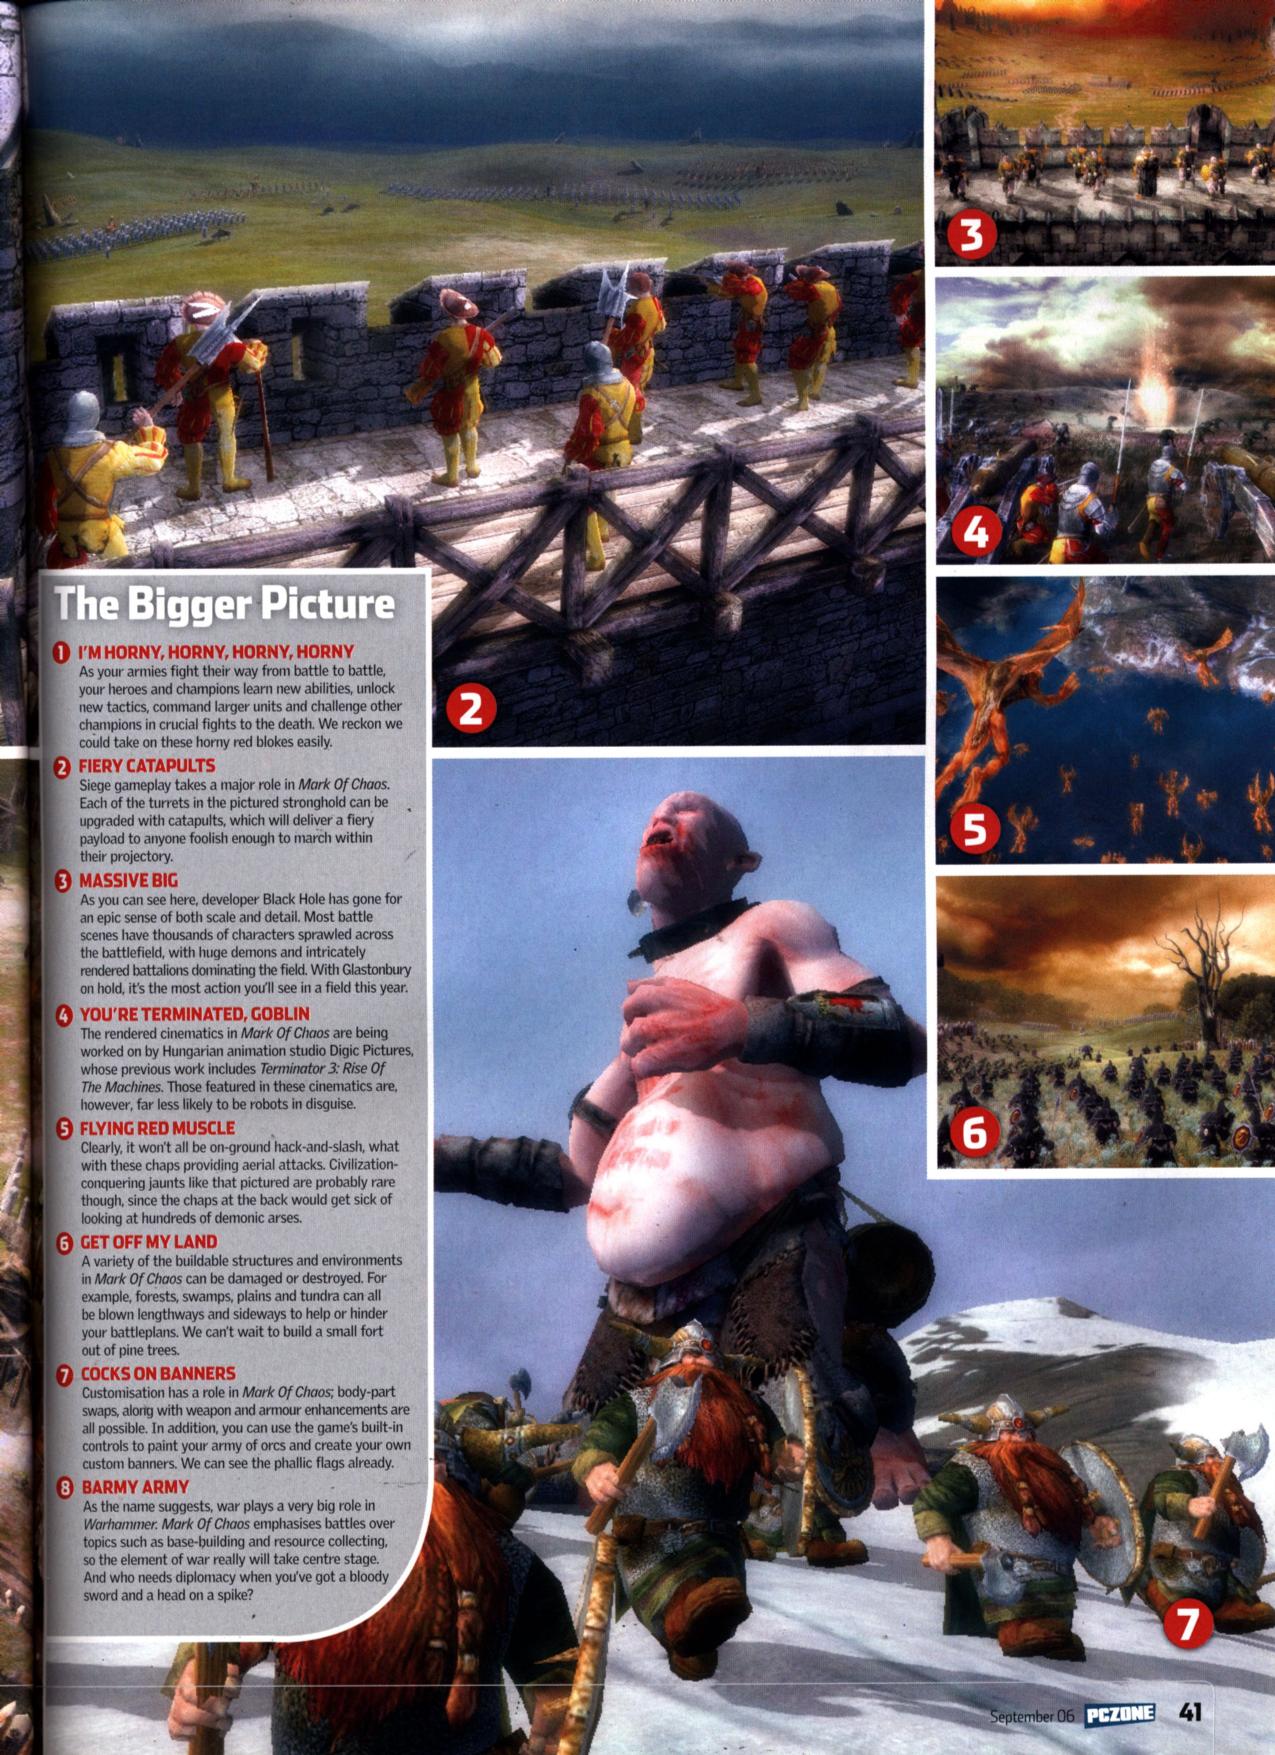 The Bigger Picture
1 I'M HORNY, HORNY, HORNY, HORNY
As your armies fight their way from battle to battle,
your heroes and champions learn new abilities, unlock
new tactics, command larger units and challenge other
champions in crucial fights to the death. We reckon we
could take on these horny red blokes easily.
2 FIERY CATAPULTS
Siege gameplay takes a major role in Mark Of Chaos.
Each of the turrets in the pictured stronghold can be
upgraded with catapults, which will deliver a fiery
payload to anyone foolish enough to march within
their projectory.
3 MASSIVE BIG
As you can see here, developer Black Hole has gone for
an epic sense of both scale and detail. Most battle
scenes have thousands of characters sprawled across
the battlefield, with huge demons and intricately
rendered battalions dominating the field. With Glastonbury
on hold, it's the most action you'll see in a field this year.
4 YOU'RE TERMINATED, GOBLIN
The rendered cinematics in Mark Of Chaos are being
worked on by Hungarian animation studio Digic Pictures,
whose previous work includes Terminator 3: Rise Of
The Machines. Those featured in these cinematics are,
however, far less likely to be robots in disguise.
5 FLYING RED MUSCLE
Clearly, it won't all be on-ground hack-and-slash, what
with these chaps providing aerial attacks. Civilization-
conquering jaunts like that pictured are probably rare
though, since the chaps at the back would get sick of
looking at hundreds of demonic arses.
6 GET OFF MY LAND
A variety of the buildable structures and environments
in Mark Of Chaos can be damaged or destroyed. For
example, forests, swamps, plains and tundra can all
be blown lengthways and sideways to help or hinder
your battleplans. We can't wait to build a small fort
out of pine trees.
7 COCKS ON BANNERS
Customisation has a role in Mark Of Chaos; body-part
swaps, along with weapon and armour enhancements are
all possible. In addition, you can use the game's built-in
controls to paint your army of orcs and create your own
custom banners. We can see the phallic flags already.
8 BARMY ARMY
As the name suggests, war plays a very big role in
Warhammer. Mark Of Chaos emphasises battles over
topics such as base-building and resource collecting,
so the element of war really will take centre stage.
And who needs diplomacy when you've got a bloody
sword and a head on a spike?
2
3
4
5
6
7
September 06 PCZONE 41